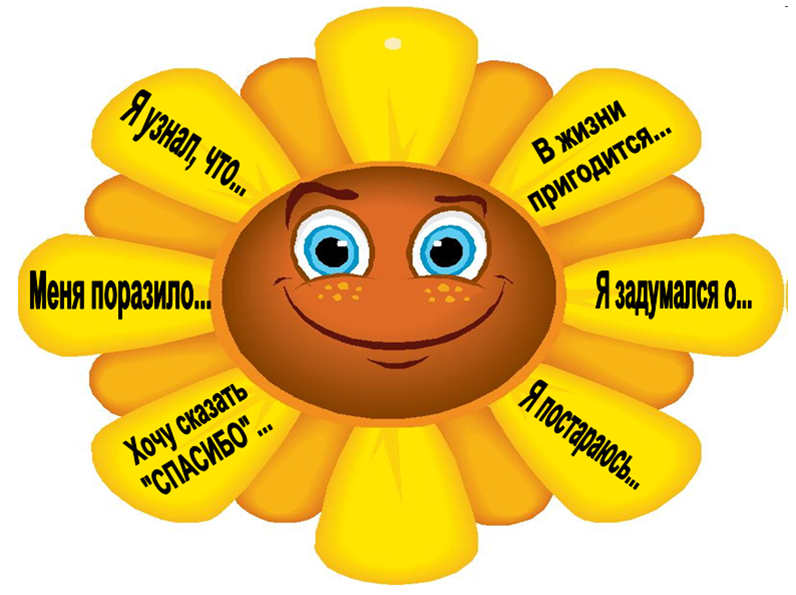 Я узнал, что...
В жизни
пригодится...
Меня поразило...
Я задумался о...
Хочу сказать
"СПАСИБО" ...
Я постараюсь...